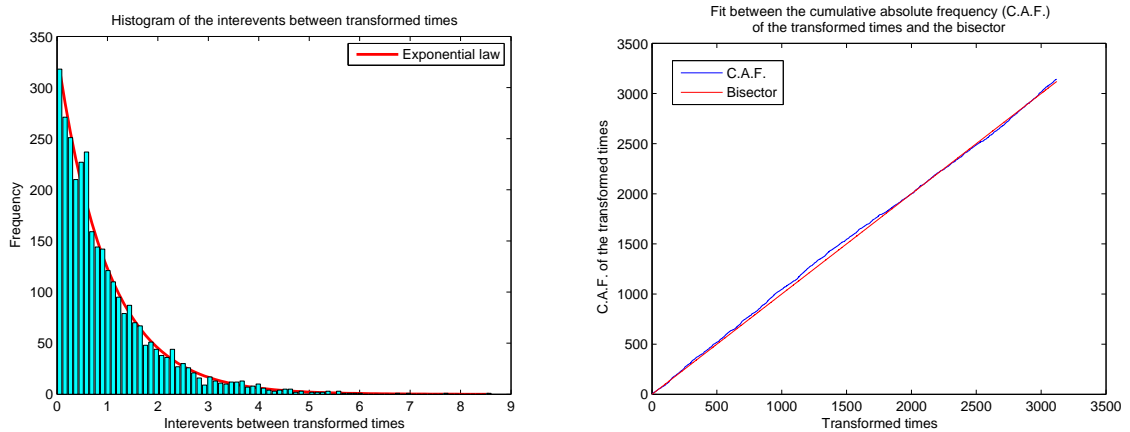 Histogram of the interevents between transformed times
350
300
250
200
150
100
50
0
Frequency
Exponential law
0 1 2 3 4 5 6 7 8 9
Interevents between transformed times
Fit between the cumulative absolute frequency (C.A.F.)
of the transformed times and the bisector
3500
3000
2500
2000
1500
1000
500
0
C.A.F. of the transformed times
C.A.F.
Bisector
0 500 1000 1500 2000 2500 3000 3500
Transformed times